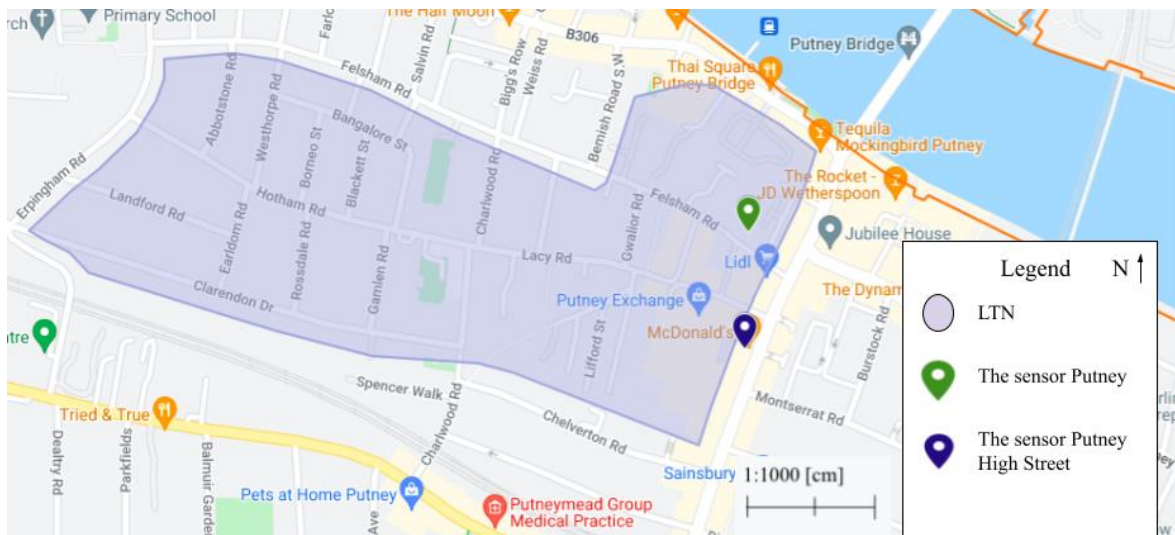 Primary School
The Half Moon
B306
Putney Bridge
Thai Square
Putney Bridge
Felsham Rd
Salvin Rd
Bigg's Row
Weiss Rd
Bemish Road S.W.
Abbotstone Rd
Westhorpe Rd
Bangalore St
Borneo St
Blackett St
Charlwood Rd
Tequila
Mockingbird Putney
The Rocket -
JD Wetherspoon
Erpingham Rd
Landford Rd
Hotham Rd
Earldom Rd
Rossdale Rd
Gamlen Rd
Lacy Rd
Gwalior Rd
Felsham Rd
Jubilee House
Lidl
Putney Exchange
Clarendon Dr
McDonald's
Lifford St
The Dynam
Burstock Rd
Spencer Walk
Charlwood Rd
Chelverton Rd
Montserrat Rd
Tried & True
Dealtry Rd
Parkfields
Balmuir Garde
Sainsbury
1:1000 [cm]
Pets at Home Putney
Ave
Putneymead Group
Medical Practice
Legend N
LTN
The sensor Putney
The sensor Putney
High Street